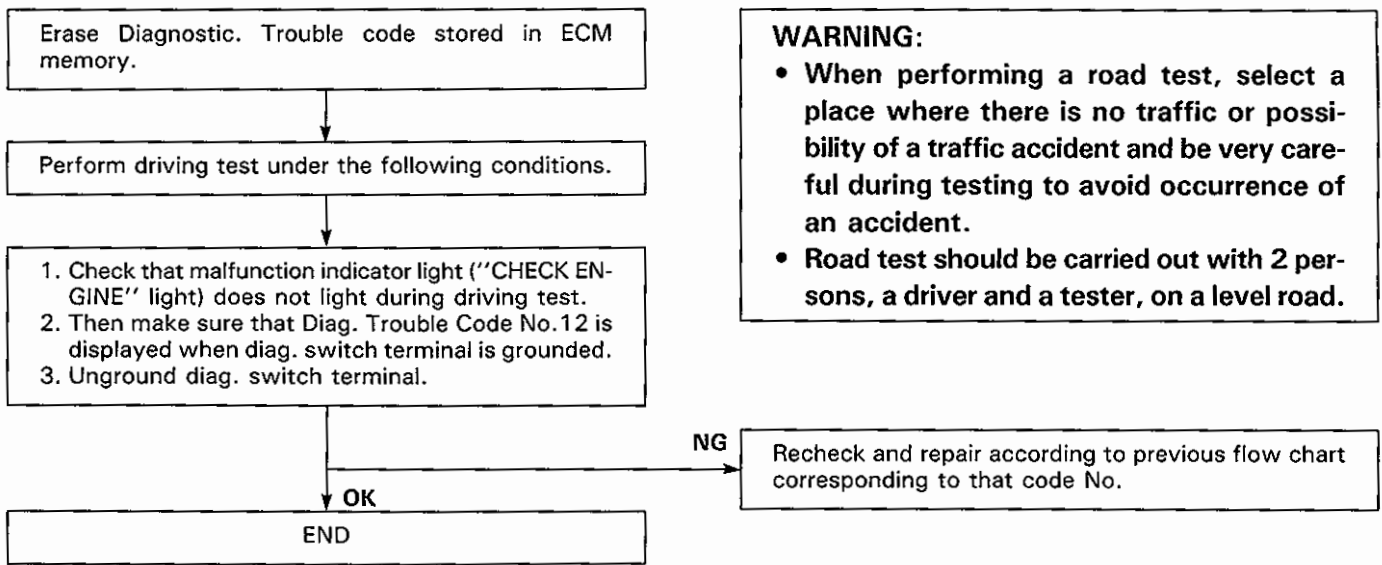 Erase Diagnostic. Trouble code stored in ECM
memory.
Perform driving test under the following conditions.
1. Check that malfunction indicator light (''CHECK EN-
GINE'' light) does not light during driving test.
2. Then make sure that Diag. Trouble Code No.12 is
displayed when diag. switch terminal is grounded.
3. Unground diag. switch terminal.
NG
Recheck and repair according to previous flow chart
corresponding to that code No.
OK
END
WARNING:
• When performing a road test, select a
place where there is no traffic or possi-
bility of a traffic accident and be very care-
ful during testing to avoid occurrence of
an accident.
• Road test should be carried out with 2 per-
sons, a driver and a tester, on a level road.